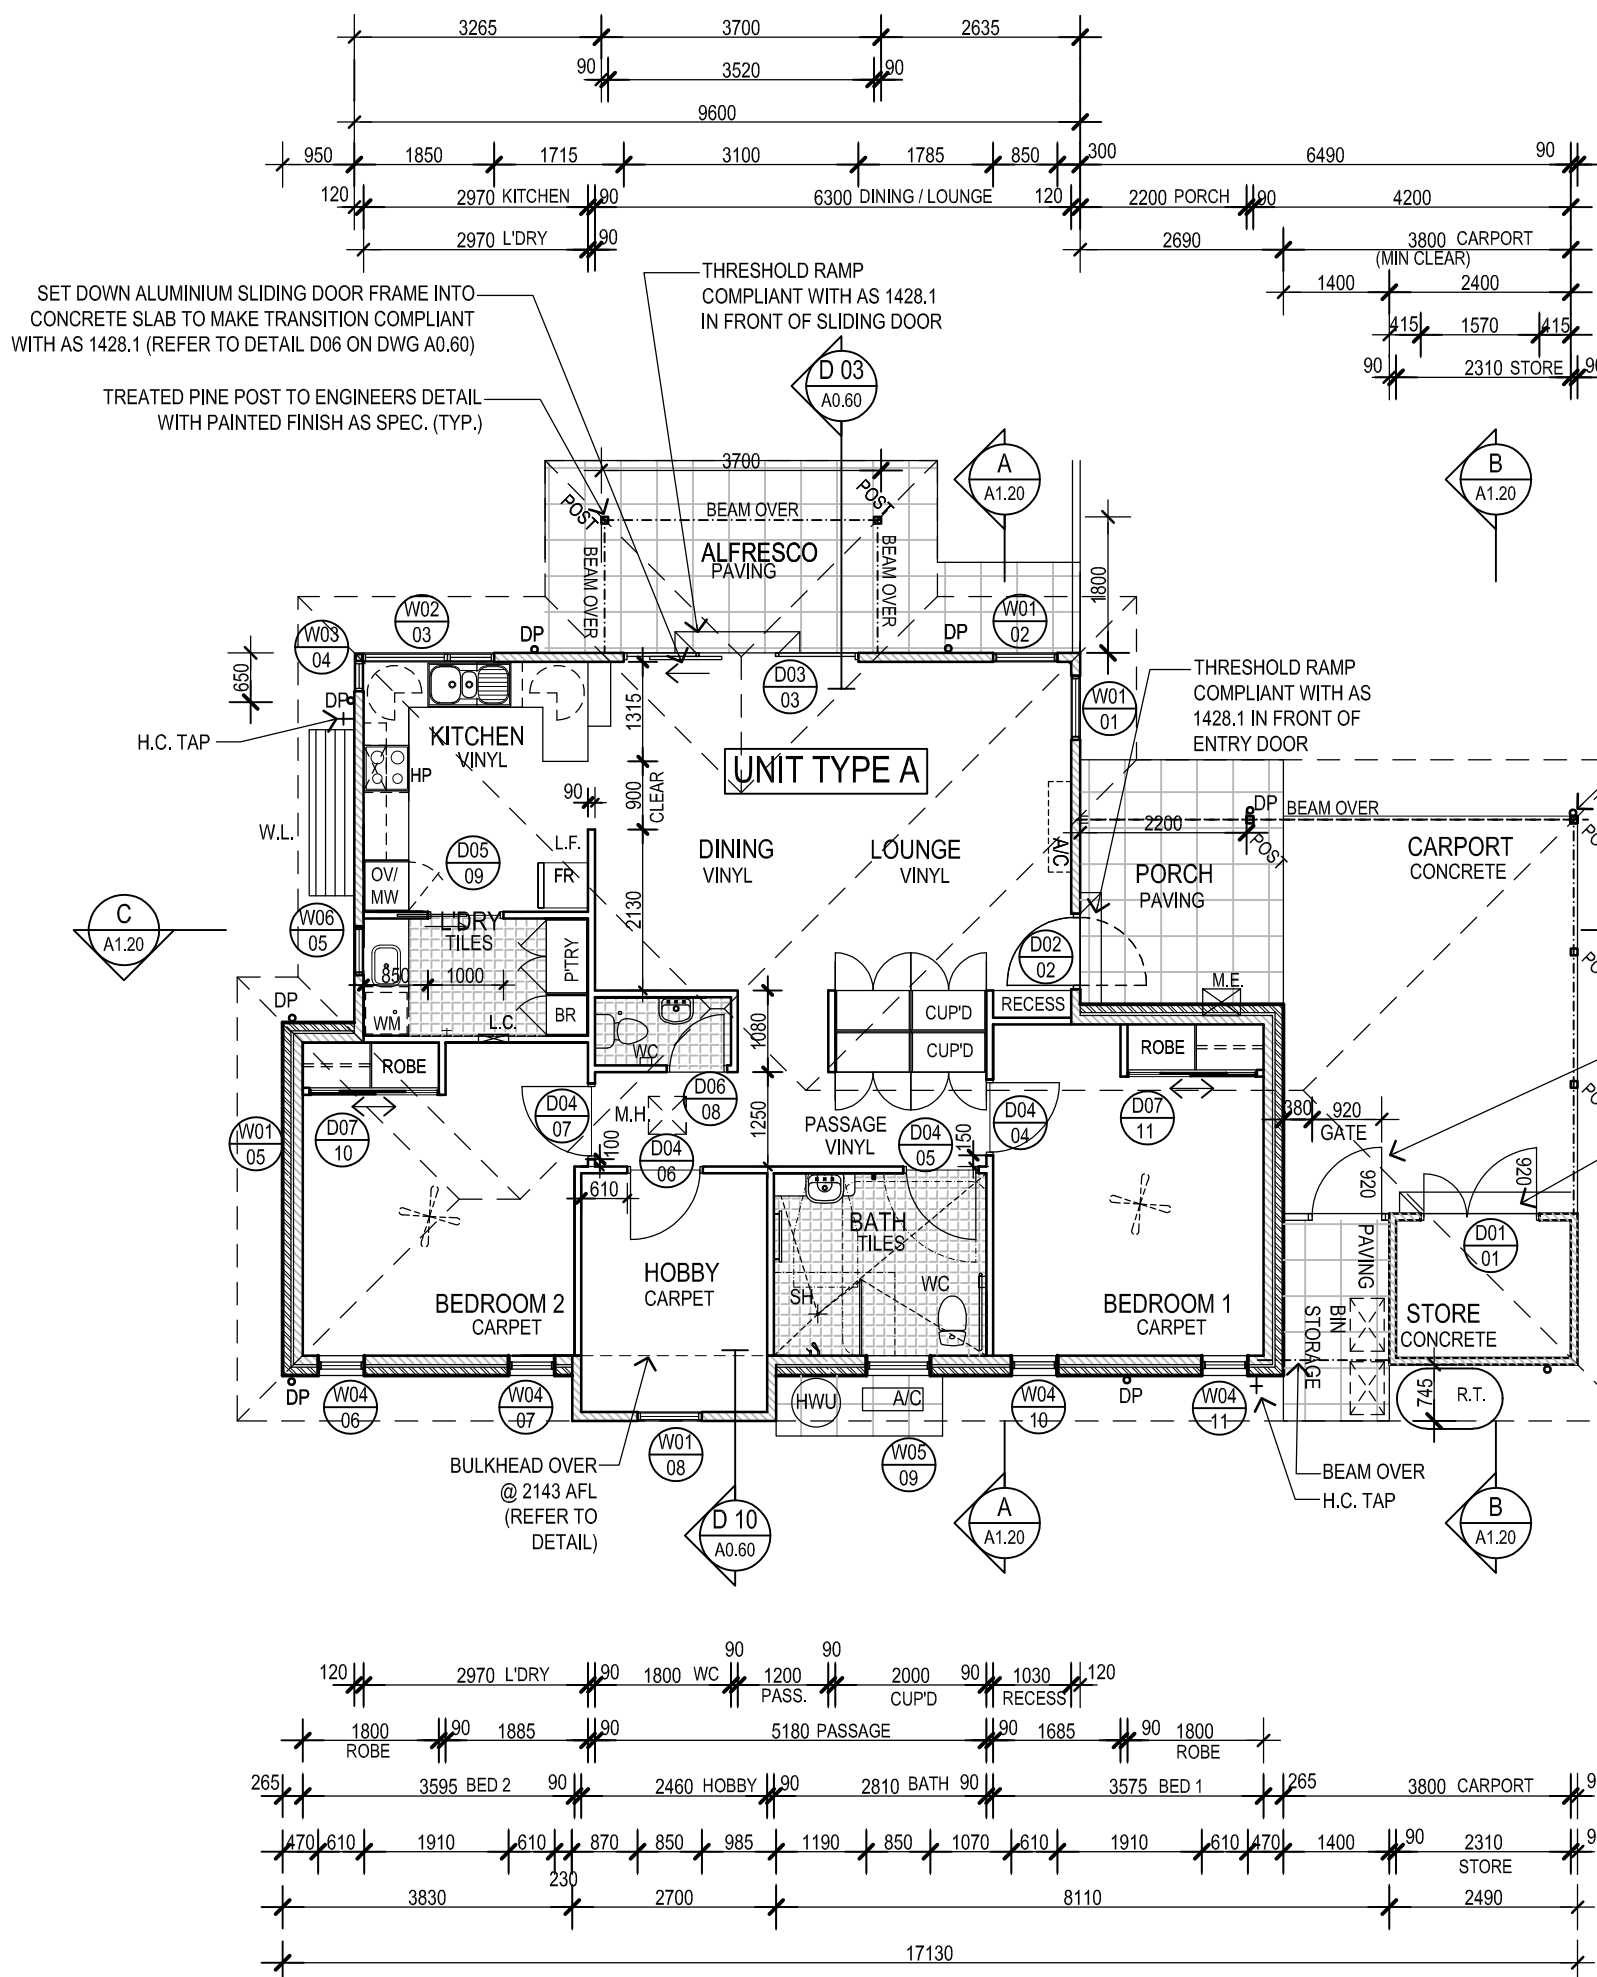 3265 3700 2635
90 3520 90
9600
950 1850 1715 3100 1785 850 300 6490 90
120 2970 KITCHEN 90 6300 DINING / LOUNGE 120 2200 PORCH 90 4200
2970 L'DRY 90 2690 3800 CARPORT
(MIN CLEAR)
1400 2400
415 1570 415
90 2310 STORE 90
SET DOWN ALUMINIUM SLIDING DOOR FRAME INTO
CONCRETE SLAB TO MAKE TRANSITION COMPLIANT
WITH AS 1428.1 (REFER TO DETAIL D06 ON DWG A0.60)
THRESHOLD RAMP
COMPLIANT WITH AS 1428.1
IN FRONT OF SLIDING DOOR
TREATED PINE POST TO ENGINEERS DETAIL
WITH PAINTED FINISH AS SPEC. (TYP.)
D 03
A0.60
A
A1.20
B
A1.20
3700
POST
POST
BEAM OVER
BEAM OVER
BEAM OVER
ALFRESCO
PAVING
1800
W02
03
W03
04
DP
DP
W01
02
650
DP
H.C. TAP
D03
03
W01
01
THRESHOLD RAMP
COMPLIANT WITH AS
1428.1 IN FRONT OF
ENTRY DOOR
KITCHEN
VINYL
HP
1315
UNIT TYPE A
90
900
CLEAR
W.L.
L.F.
FR
D05
09
OV/
MW
DINING
VINYL
LOUNGE
VINYL
A/C
2200
DP
POST
BEAM OVER
PORCH
PAVING
CARPORT
CONCRETE
2130
C
A1.20
W06
05
L'DRY
TILES
850 1000
P'TRY
BR
WM
L.C.
DP
D02
02
M.E.
RECESS
CUP'D
CUP'D
WC
1080
ROBE
ROBE
D06
08
D04
07
M.H.
D04
06
100
1250
PASSAGE
VINYL
D04
05
150
D04
04
D07
10
D07
11
W01
05
380 920
GATE
920
920
610
BATH
TILES
WC
SH
HOBBY
CARPET
BEDROOM 2
CARPET
BEDROOM 1
CARPET
PAVING
BIN
STORAGE
D01
01
STORE
CONCRETE
745
R.T.
DP
W04
06
W04
07
HWU
A/C
W04
10
DP
W04
11
W01
08
W05
09
BULKHEAD OVER
@ 2143 AFL
(REFER TO
DETAIL)
D 10
A0.60
A
A1.20
BEAM OVER
H.C. TAP
B
A1.20
120 2970 L'DRY 90 1800 WC 90 1200 90 2000 90 1030 120
PASS. CUP'D RECESS
1800 90 1885 90 5180 PASSAGE 90 1685 90 1800
ROBE ROBE
265 3595 BED 2 90 2460 HOBBY 90 2810 BATH 90 3575 BED 1 265 3800 CARPORT
470 610 1910 610 230 870 850 985 1190 850 1070 610 1910 610 470 1400 90 2310
STORE
3830 2700 8110 2490
17130